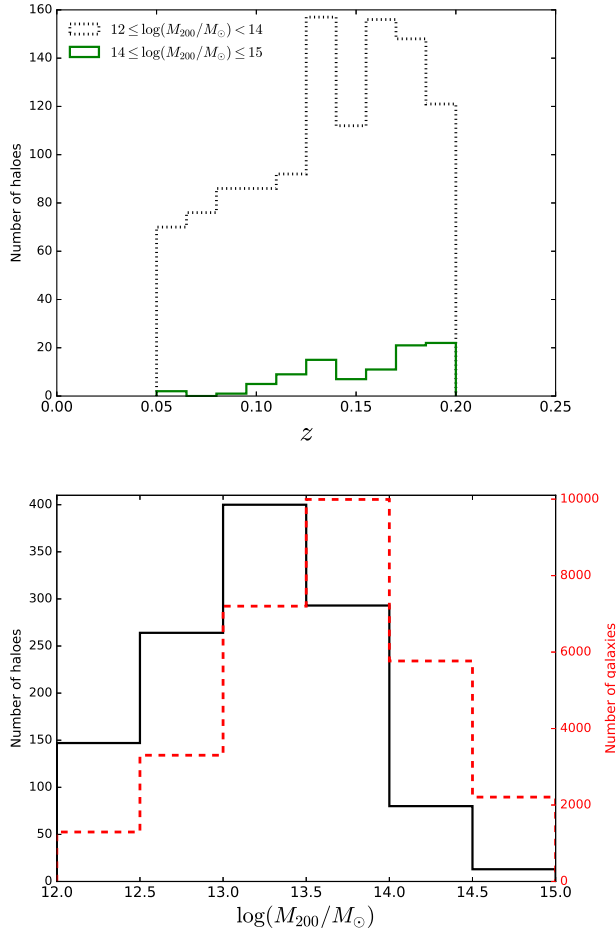 160
140
120
100
80
60
40
20
0
Number of haloes
12 ≤ log(M₂₀₀/M☉) < 14
14 ≤ log(M₂₀₀/M☉) ≤ 15
0.00 0.05 0.10 0.15 0.20 0.25
z
400
350
300
250
200
150
100
50
0
Number of haloes
10000
8000
6000
4000
2000
0
Number of galaxies
12.0 12.5 13.0 13.5 14.0 14.5 15.0
log(M₂₀₀/M☉)